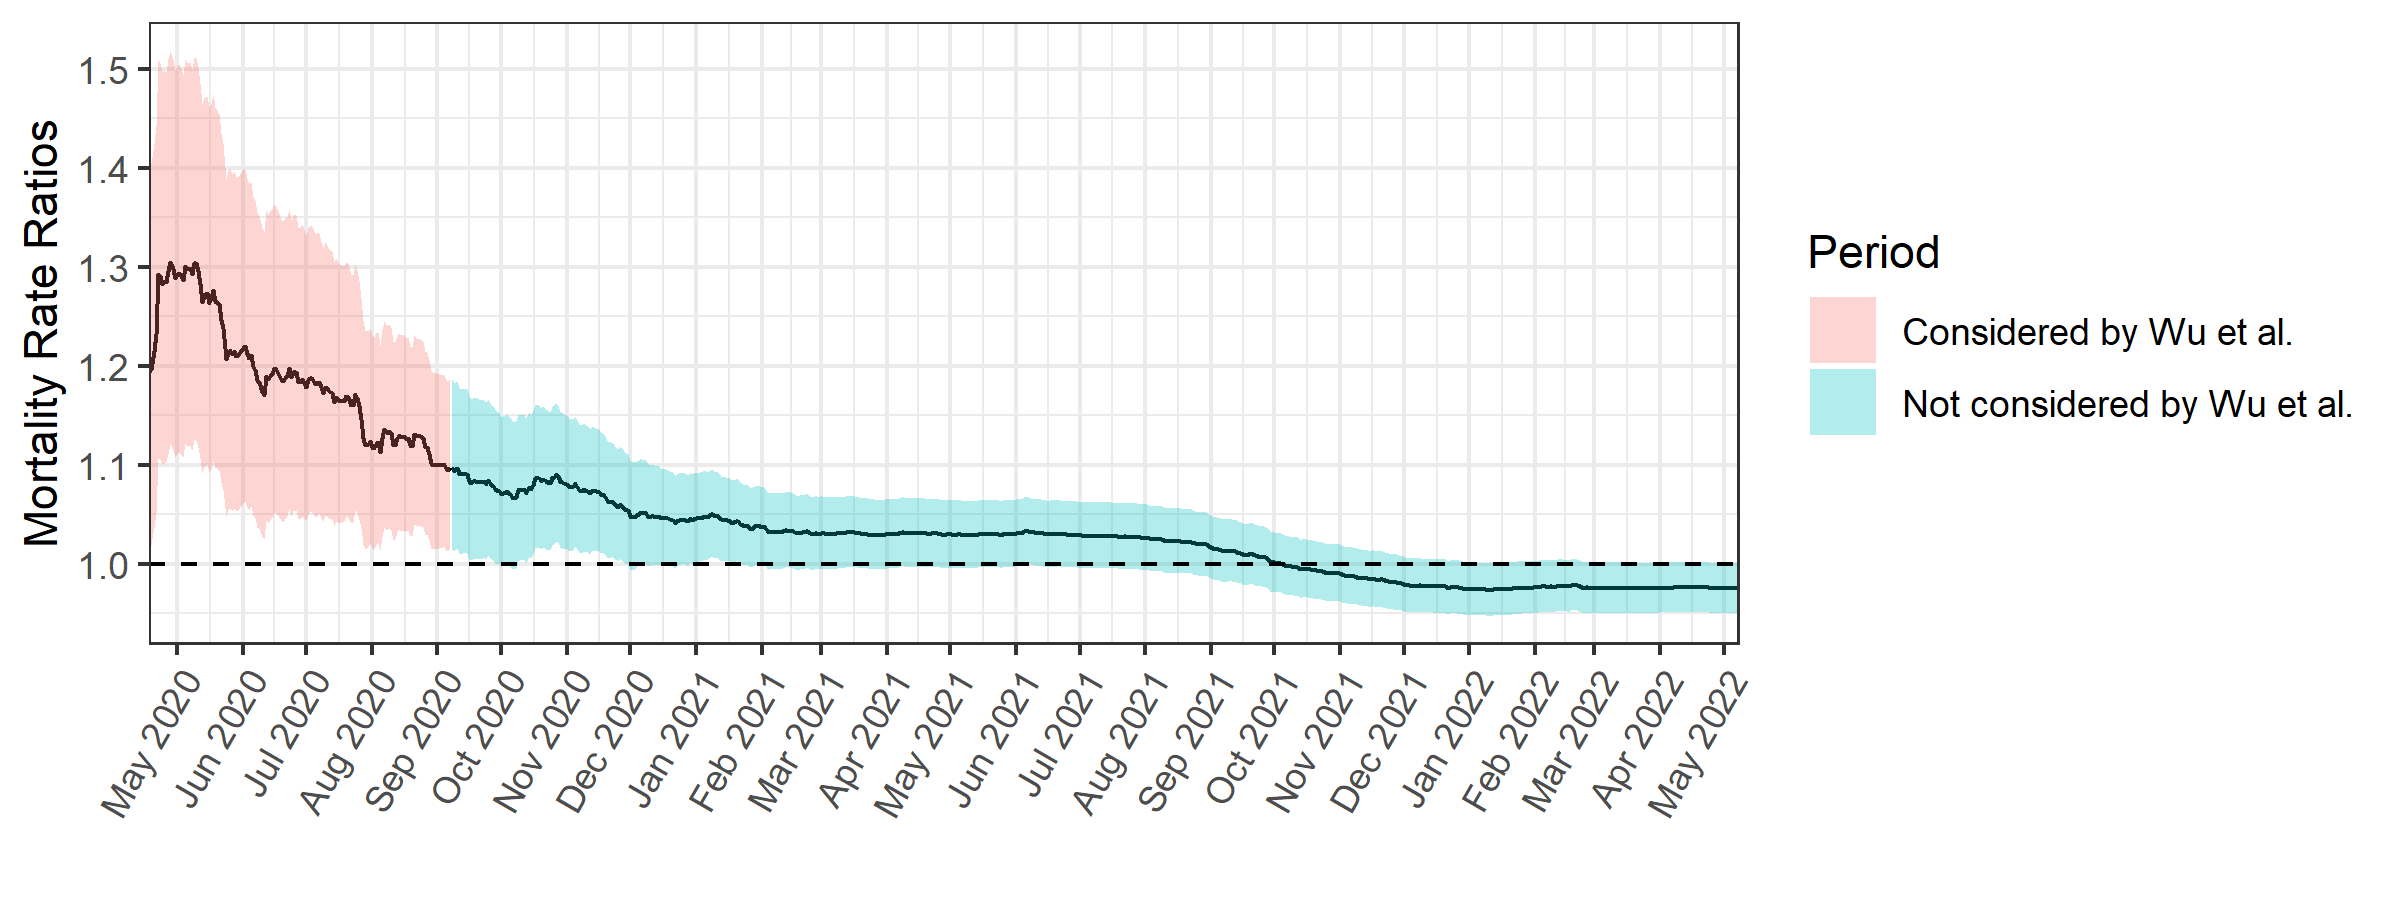 Mortality Rate Ratios
1.5
1.4
1.3
1.2
1.1
1.0
May 2020
Jun 2020
Jul 2020
Aug 2020
Sep 2020
Oct 2020
Nov 2020
Dec 2020
Jan 2021
Feb 2021
Mar 2021
Apr 2021
May 2021
Jun 2021
Jul 2021
Aug 2021
Sep 2021
Oct 2021
Nov 2021
Dec 2021
Jan 2022
Feb 2022
Mar 2022
Apr 2022
May 2022
Period
Considered by Wu et al.
Not considered by Wu et al.